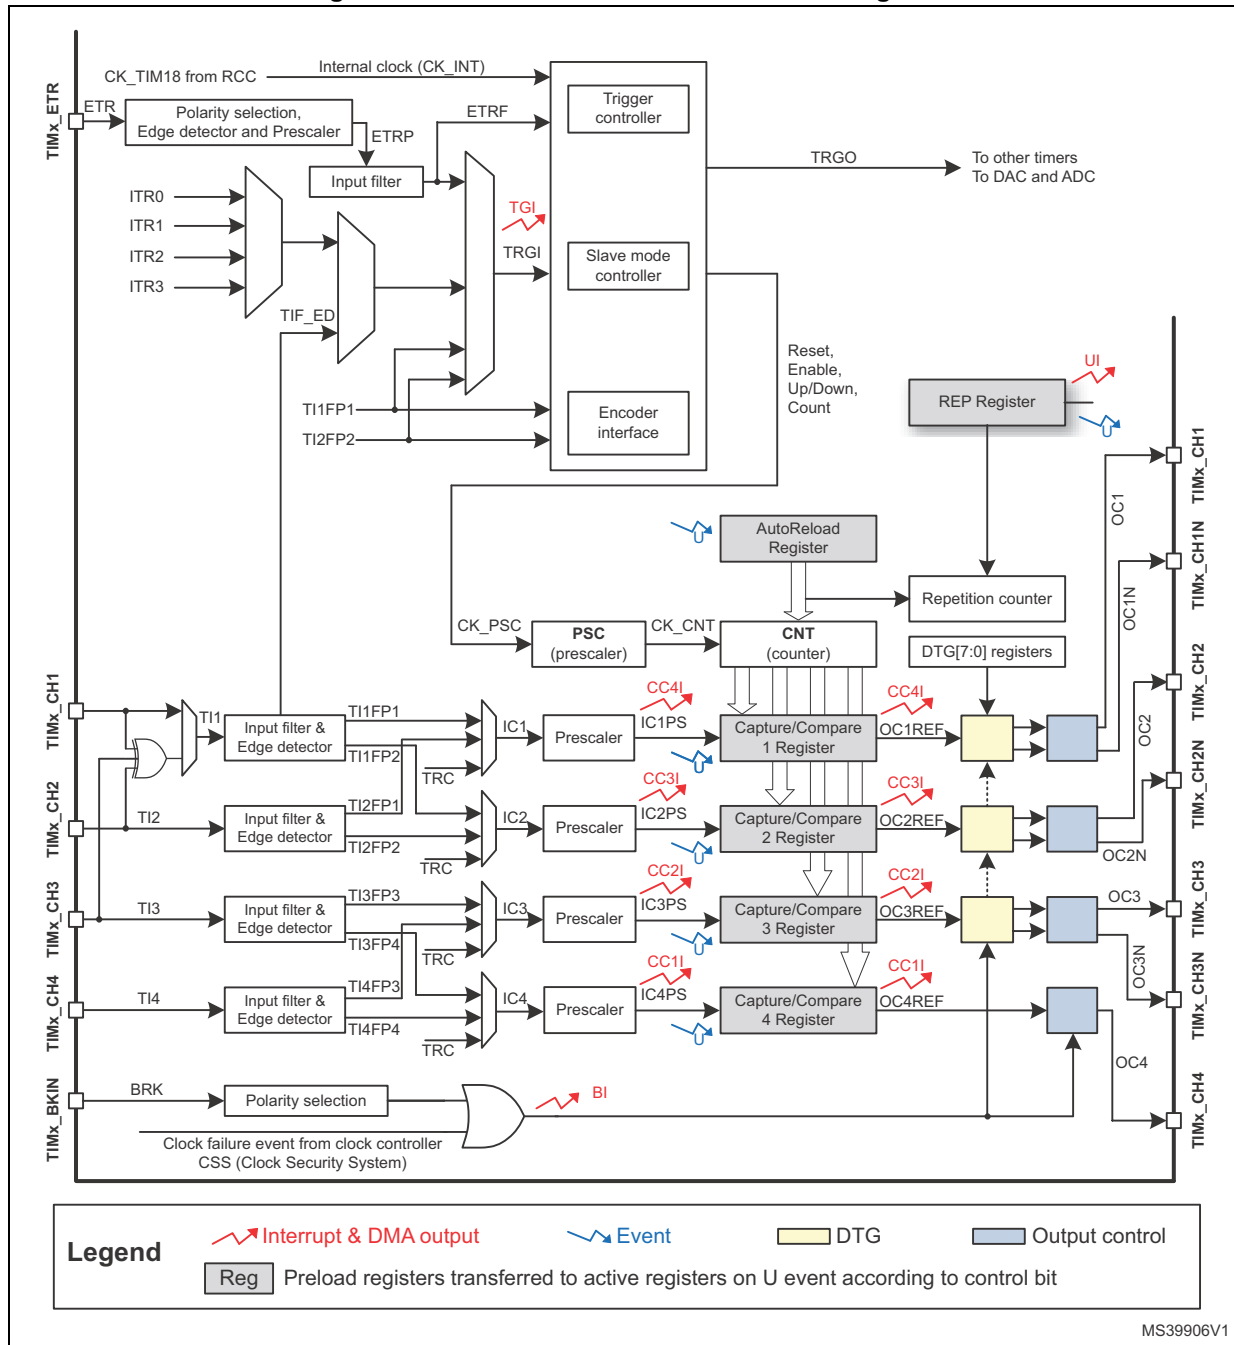 CK_TIM18 from RCC
Internal clock (CK_INT)
TIMx_ETR
ETR
Polarity selection,
Edge detector and Prescaler
ETRP
ETRF
Input filter
Trigger
controller
TRGO
To other timers
To DAC and ADC
ITR0
ITR1
ITR2
ITR3
TGI
TRGI
Slave mode
controller
TIF_ED
Reset,
Enable,
Up/Down,
Count
TI1FP1
TI2FP2
Encoder
interface
REP Register
UI
U
AutoReload
Register
U
Repetition counter
CK_PSC
PSC
(prescaler)
CK_CNT
CNT
(counter)
DTG[7:0] registers
OC1
TIMx_CH1
OC1N
TIMx_CH1N
TIMx_CH1
TI1
Input filter &
Edge detector
TI1FP1
TI1FP2
TRC
IC1
Prescaler
CC4I
IC1PS
U
Capture/Compare
1 Register
CC4I
OC1REF
OC2
TIMx_CH2
TIMx_CH2
TI2
Input filter &
Edge detector
TI2FP1
TI2FP2
TRC
IC2
Prescaler
CC3I
IC2PS
U
Capture/Compare
2 Register
CC3I
OC2REF
OC2N
TIMx_CH2N
TIMx_CH3
TI3
Input filter &
Edge detector
TI3FP3
TI3FP4
TRC
IC3
Prescaler
CC2I
IC3PS
U
Capture/Compare
3 Register
CC2I
OC3REF
OC3
TIMx_CH3
OC3N
TIMx_CH3N
TIMx_CH4
TI4
Input filter &
Edge detector
TI4FP3
TI4FP4
TRC
IC4
Prescaler
CC1I
IC4PS
U
Capture/Compare
4 Register
CC1I
OC4REF
OC4
TIMx_CH4
TIMx_BKIN
BRK
Polarity selection
BI
Clock failure event from clock controller
CSS (Clock Security System)
Legend
Interrupt & DMA output
Event
DTG
Output control
Reg
Preload registers transferred to active registers on U event according to control bit
MS39906V1